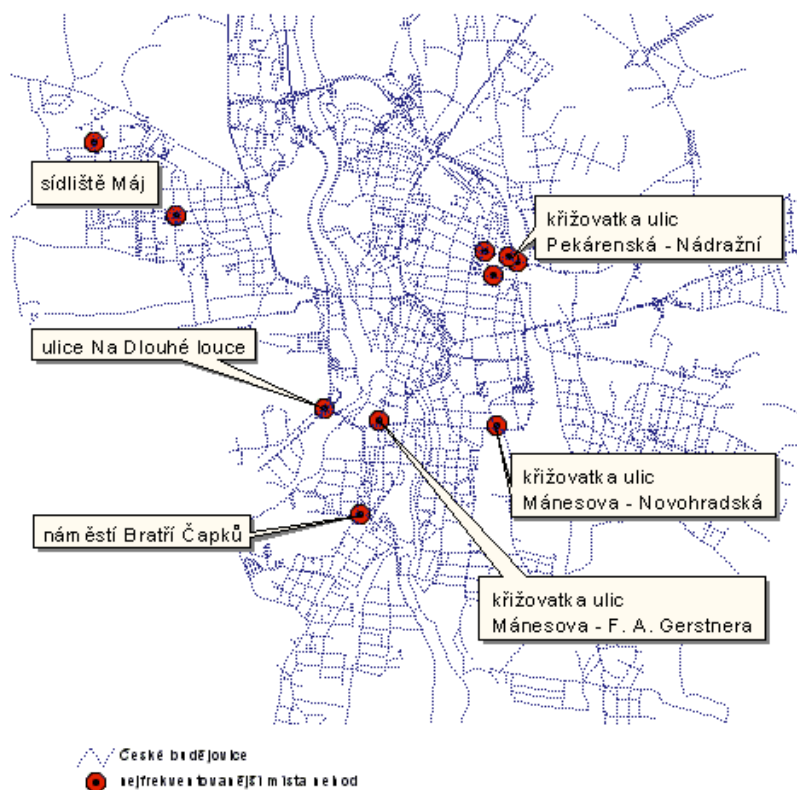 sídliště Máj
křižovatka ulic
Pekárenská - Nádražní
ulice Na Dlouhé louce
křižovatka ulic
Mánesova - Novohradská
náměstí Bratří Čapků
křižovatka ulic
Mánesova - F. A. Gerstnera
České budějovice
nejfrekventovanější místa nehod